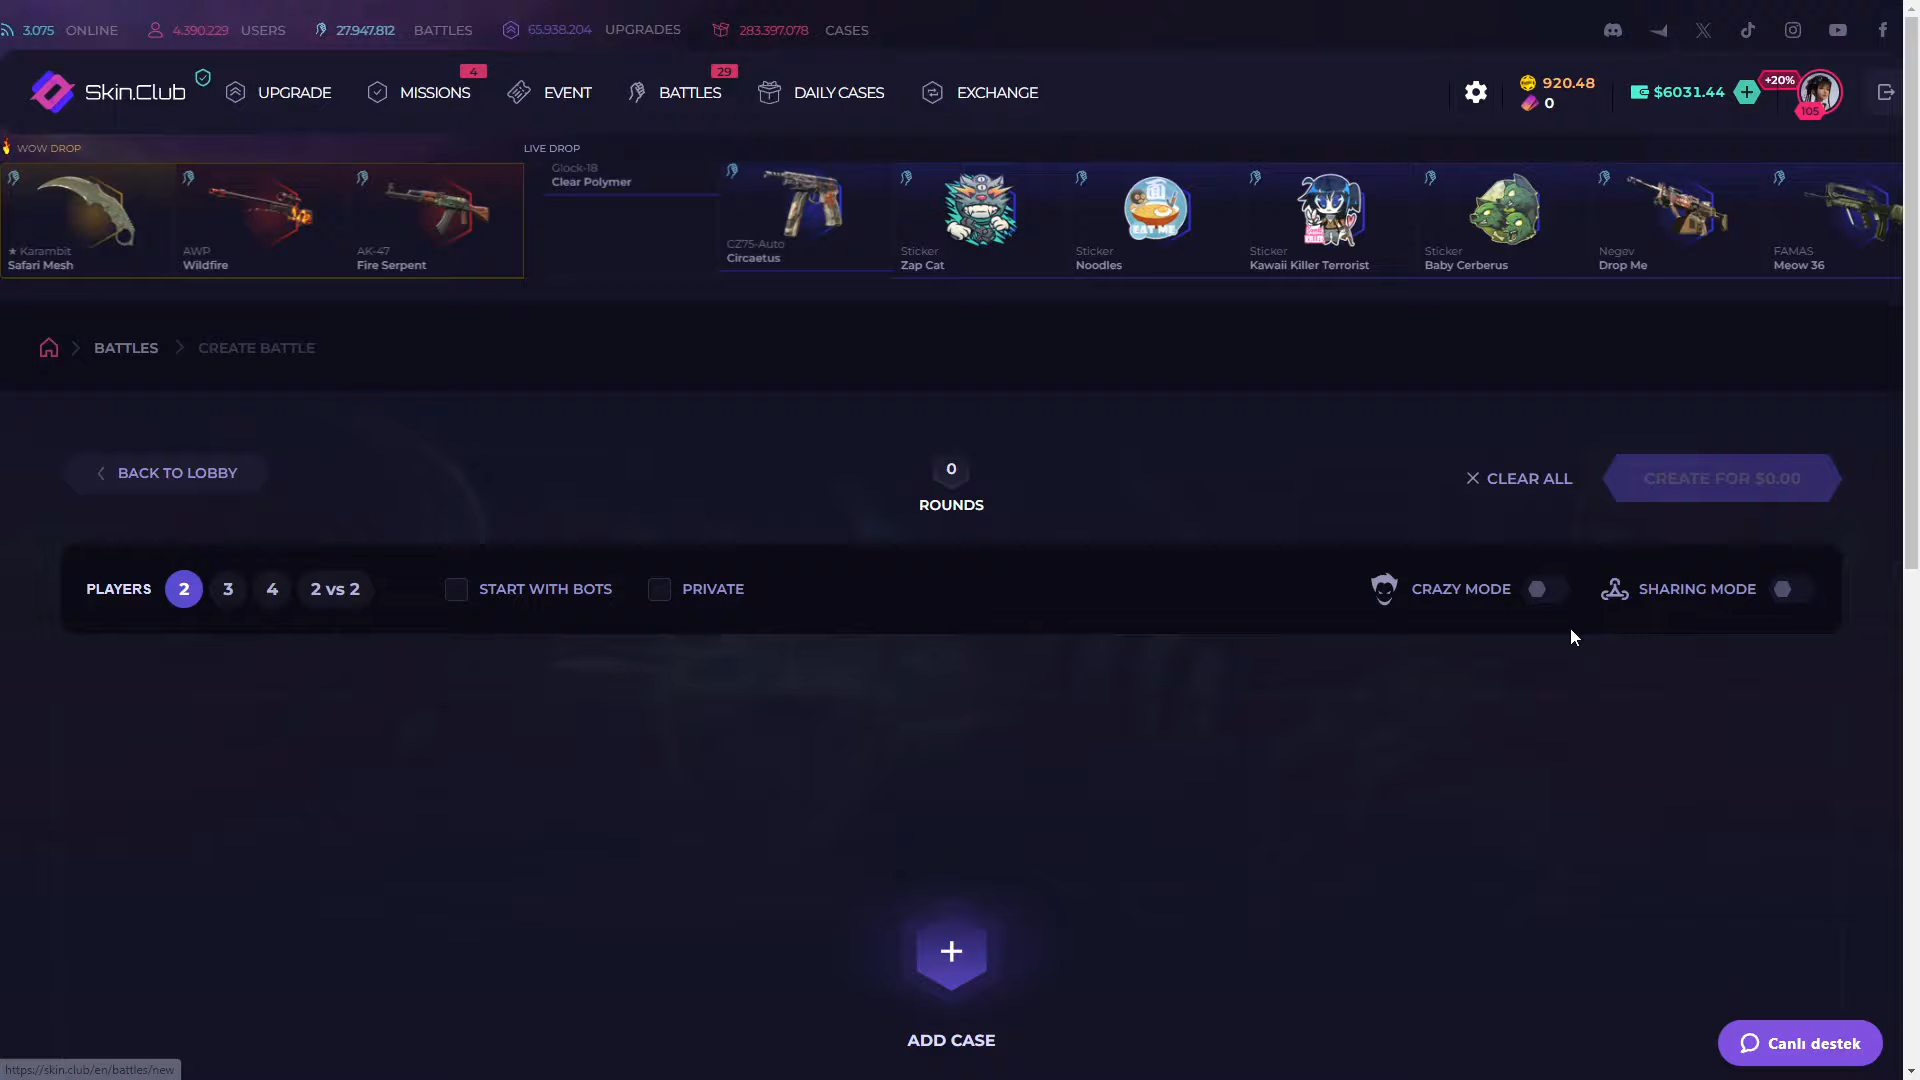 3.075 ONLINE 4.390.229 USERS 27.947.812 BATTLES 65.938.204 UPGRADES 283.397.078 CASES
Skin.Club UPGRADE 4 MISSIONS EVENT 29 BATTLES DAILY CASES EXCHANGE 920.48 0 $6031.44 +20% 105
WOW DROP LIVE DROP
★ Karambit
Safari Mesh
AWP
Wildfire
AK-47
Fire Serpent
Glock-18
Clear Polymer
CZ75-Auto
Circaetus
Sticker
Zap Cat
EAT ME
Sticker
Noodles
Sticker
Kawaii Killer Terrorist
Sticker
Baby Cerberus
Negev
Drop Me
FAMAS
Meow 36
BATTLES CREATE BATTLE
BACK TO LOBBY
0
ROUNDS
CLEAR ALL
CREATE FOR $0.00
PLAYERS 2 3 4 2 vs 2 START WITH BOTS PRIVATE CRAZY MODE SHARING MODE
ADD CASE
Canlı destek
https://skin.club/en/battles/new